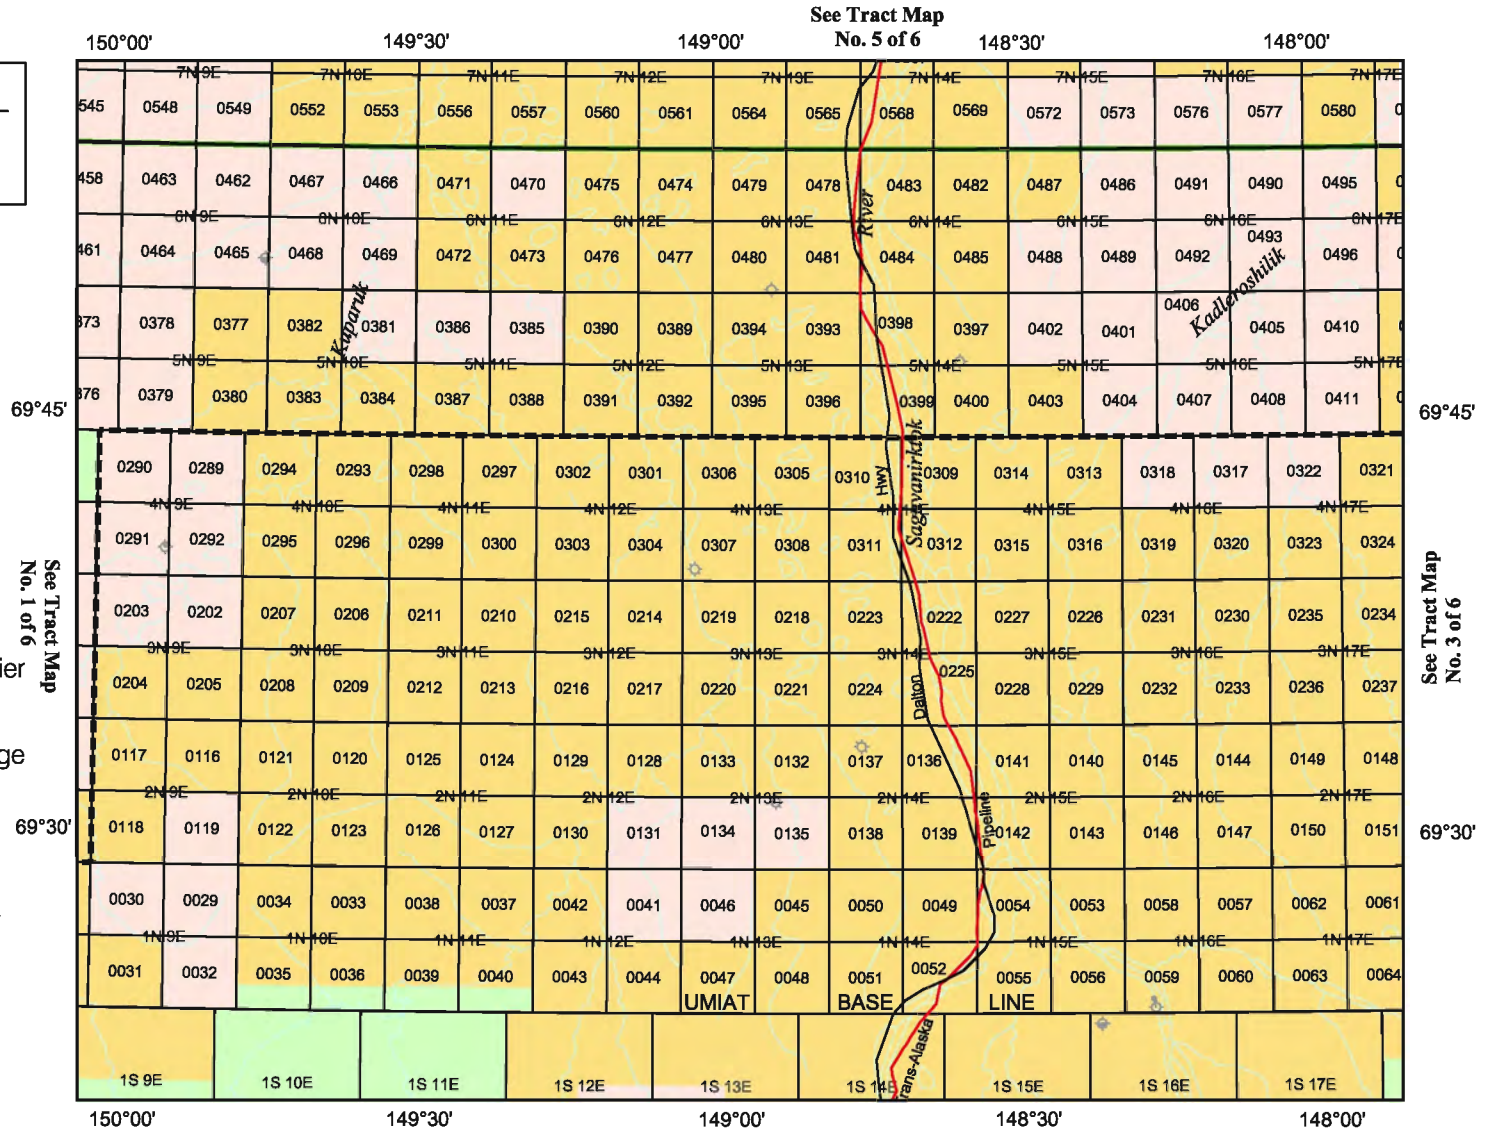 See Tract Map
No. 5 of 6
150°00' 149°30' 149°00' 148°30' 148°00'
7N 9E 7N 10E 7N 11E 7N 12E 7N 13E 7N 14E 7N 15E 7N 16E 7N 17E
545 0548 0549 0552 0553 0556 0557 0560 0561 0564 0565 0568 0569 0572 0573 0576 0577 0580 0
458 0463 0462 0467 0466 0471 0470 0475 0474 0479 0478 0483 0482 0487 0486 0491 0490 0495 0
6N 9E 6N 10E 6N 11E 6N 12E 6N 13E River 6N 14E 6N 15E 6N 16E 6N 17E
461 0464 0465 0468 0469 0472 0473 0476 0477 0480 0481 0484 0485 0488 0489 0492 0493 0496 0
Kuparuk Kadleroshilik
373 0378 0377 0382 0381 0386 0385 0390 0389 0394 0393 0398 0397 0402 0401 0406 0405 0410
5N 9E 5N 10E 5N 11E 5N 12E 5N 13E 5N 14E 5N 15E 5N 16E 5N 17E
376 0379 0380 0383 0384 0387 0388 0391 0392 0395 0396 0399 0400 0403 0404 0407 0408 0411 0
69°45' 69°45'
0290 0289 0294 0293 0298 0297 0302 0301 0306 0305 0310 Hwy 0309 0314 0313 0318 0317 0322 0321
4N 9E 4N 10E 4N 11E 4N 12E 4N 13E 4N 14E Sagavanirktok 4N 15E 4N 16E 4N 17E
0291 0292 0295 0296 0299 0300 0303 0304 0307 0308 0311 0312 0315 0316 0319 0320 0323 0324
See Tract Map
No. 1 of 6
See Tract Map
No. 3 of 6
0203 0202 0207 0206 0211 0210 0215 0214 0219 0218 0223 0222 0227 0226 0231 0230 0235 0234
3N 9E 3N 10E 3N 11E 3N 12E 3N 13E 3N 14E 3N 15E 3N 16E 3N 17E
ier
0204 0205 0208 0209 0212 0213 0216 0217 0220 0221 0224 Dalton 0225 0228 0229 0232 0233 0236 0237
ge
0117 0116 0121 0120 0125 0124 0129 0128 0133 0132 0137 0136 0141 0140 0145 0144 0149 0148
2N 9E 2N 10E 2N 11E 2N 12E 2N 13E 2N 14E 2N 15E 2N 16E 2N 17E
69°30' 0118 0119 0122 0123 0126 0127 0130 0131 0134 0135 0138 0139 Pipeline 0142 0143 0146 0147 0150 0151 69°30'
0030 0029 0034 0033 0038 0037 0042 0041 0046 0045 0050 0049 0054 0053 0058 0057 0062 0061
1N 9E 1N 10E 1N 11E 1N 12E 1N 13E 1N 14E 1N 15E 1N 16E 1N 17E
0031 0032 0035 0036 0039 0040 0043 0044 0047 0048 0051 0052 0055 0056 0059 0060 0063 0064
UMIAT BASE LINE
Trans-Alaska
1S 9E 1S 10E 1S 11E 1S 12E 1S 13E 1S 14E 1S 15E 1S 16E 1S 17E
150°00' 149°30' 149°00' 148°30' 148°00'